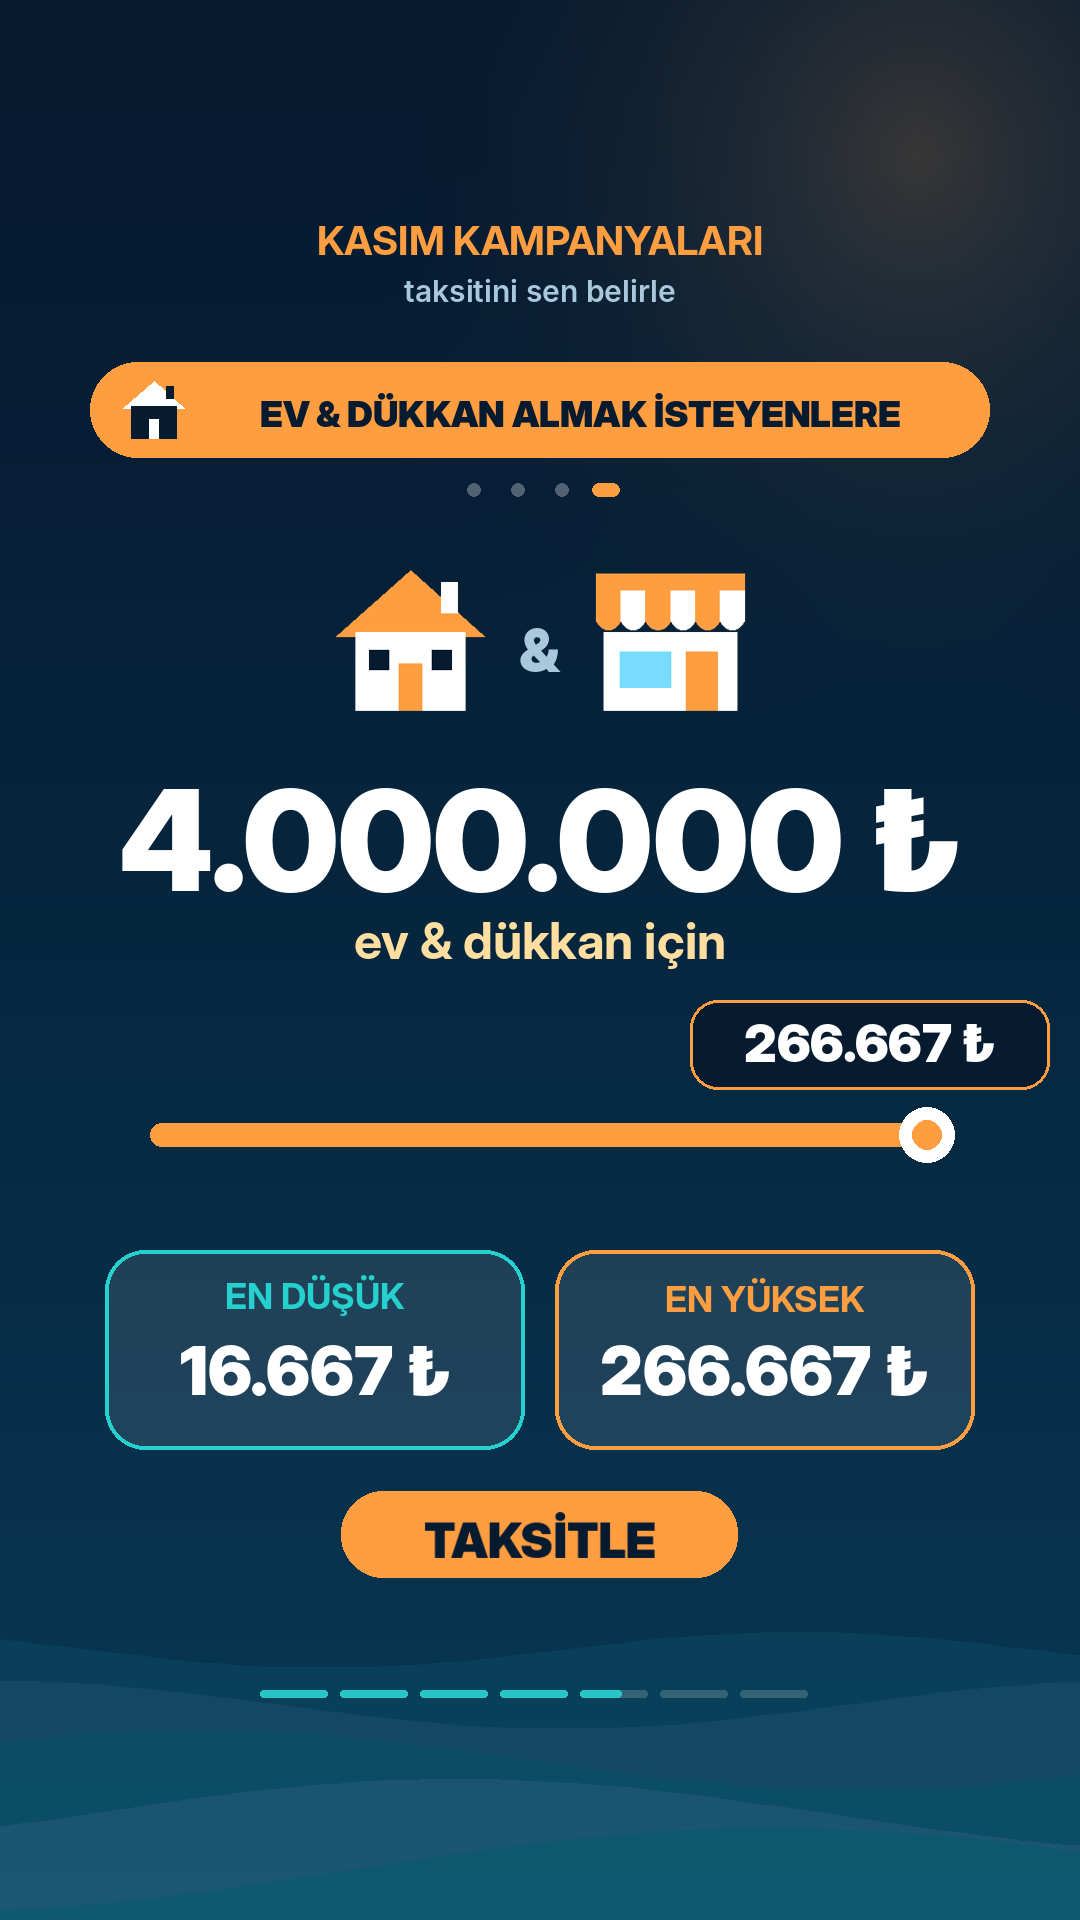 KASIM KAMPANYALARI
taksitini sen belirle
EV & DÜKKAN ALMAK İSTEYENLERE
&
4.000.000 ₺
ev & dükkan için
266.667 ₺
EN DÜŞÜK
16.667 ₺
EN YÜKSEK
266.667 ₺
TAKSİTLE